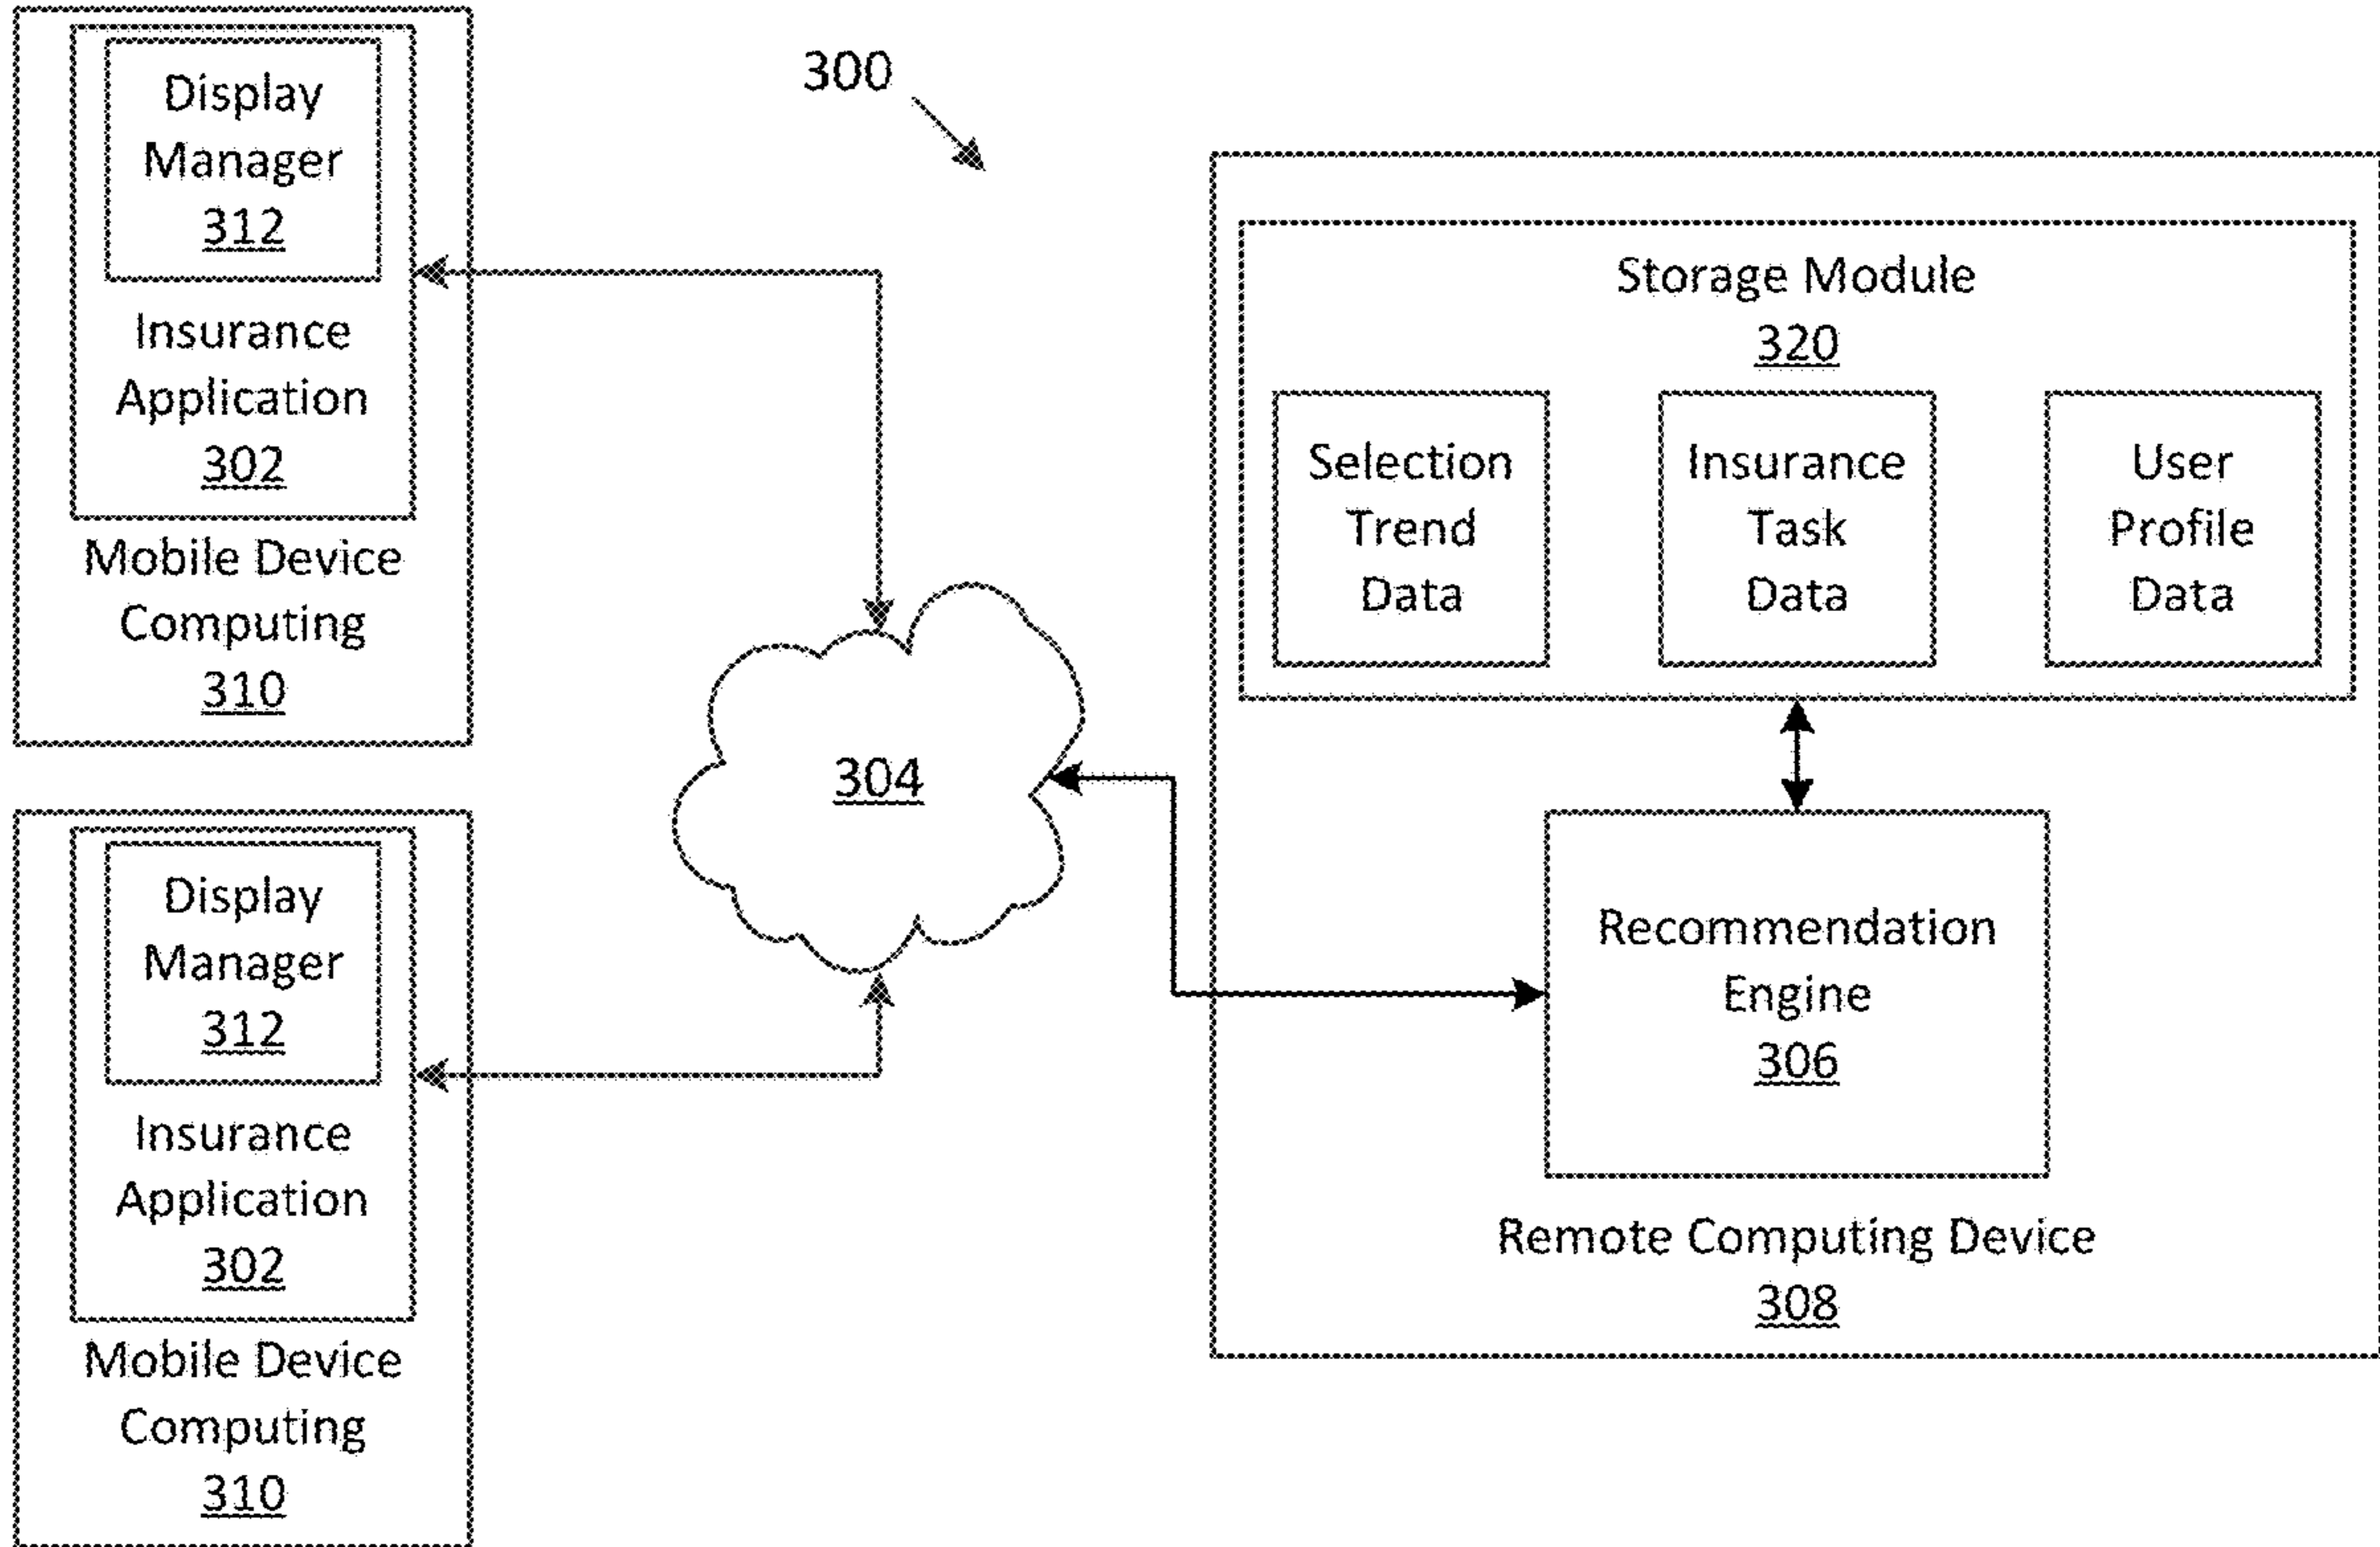 Display
Manager
312
Insurance
Application
302
Mobile Device
Computing
310
Display
Manager
312
Insurance
Application
302
Mobile Device
Computing
310
300
304
Storage Module
320
Selection
Trend
Data
Insurance
Task
Data
User
Profile
Data
Recommendation
Engine
306
Remote Computing Device
308